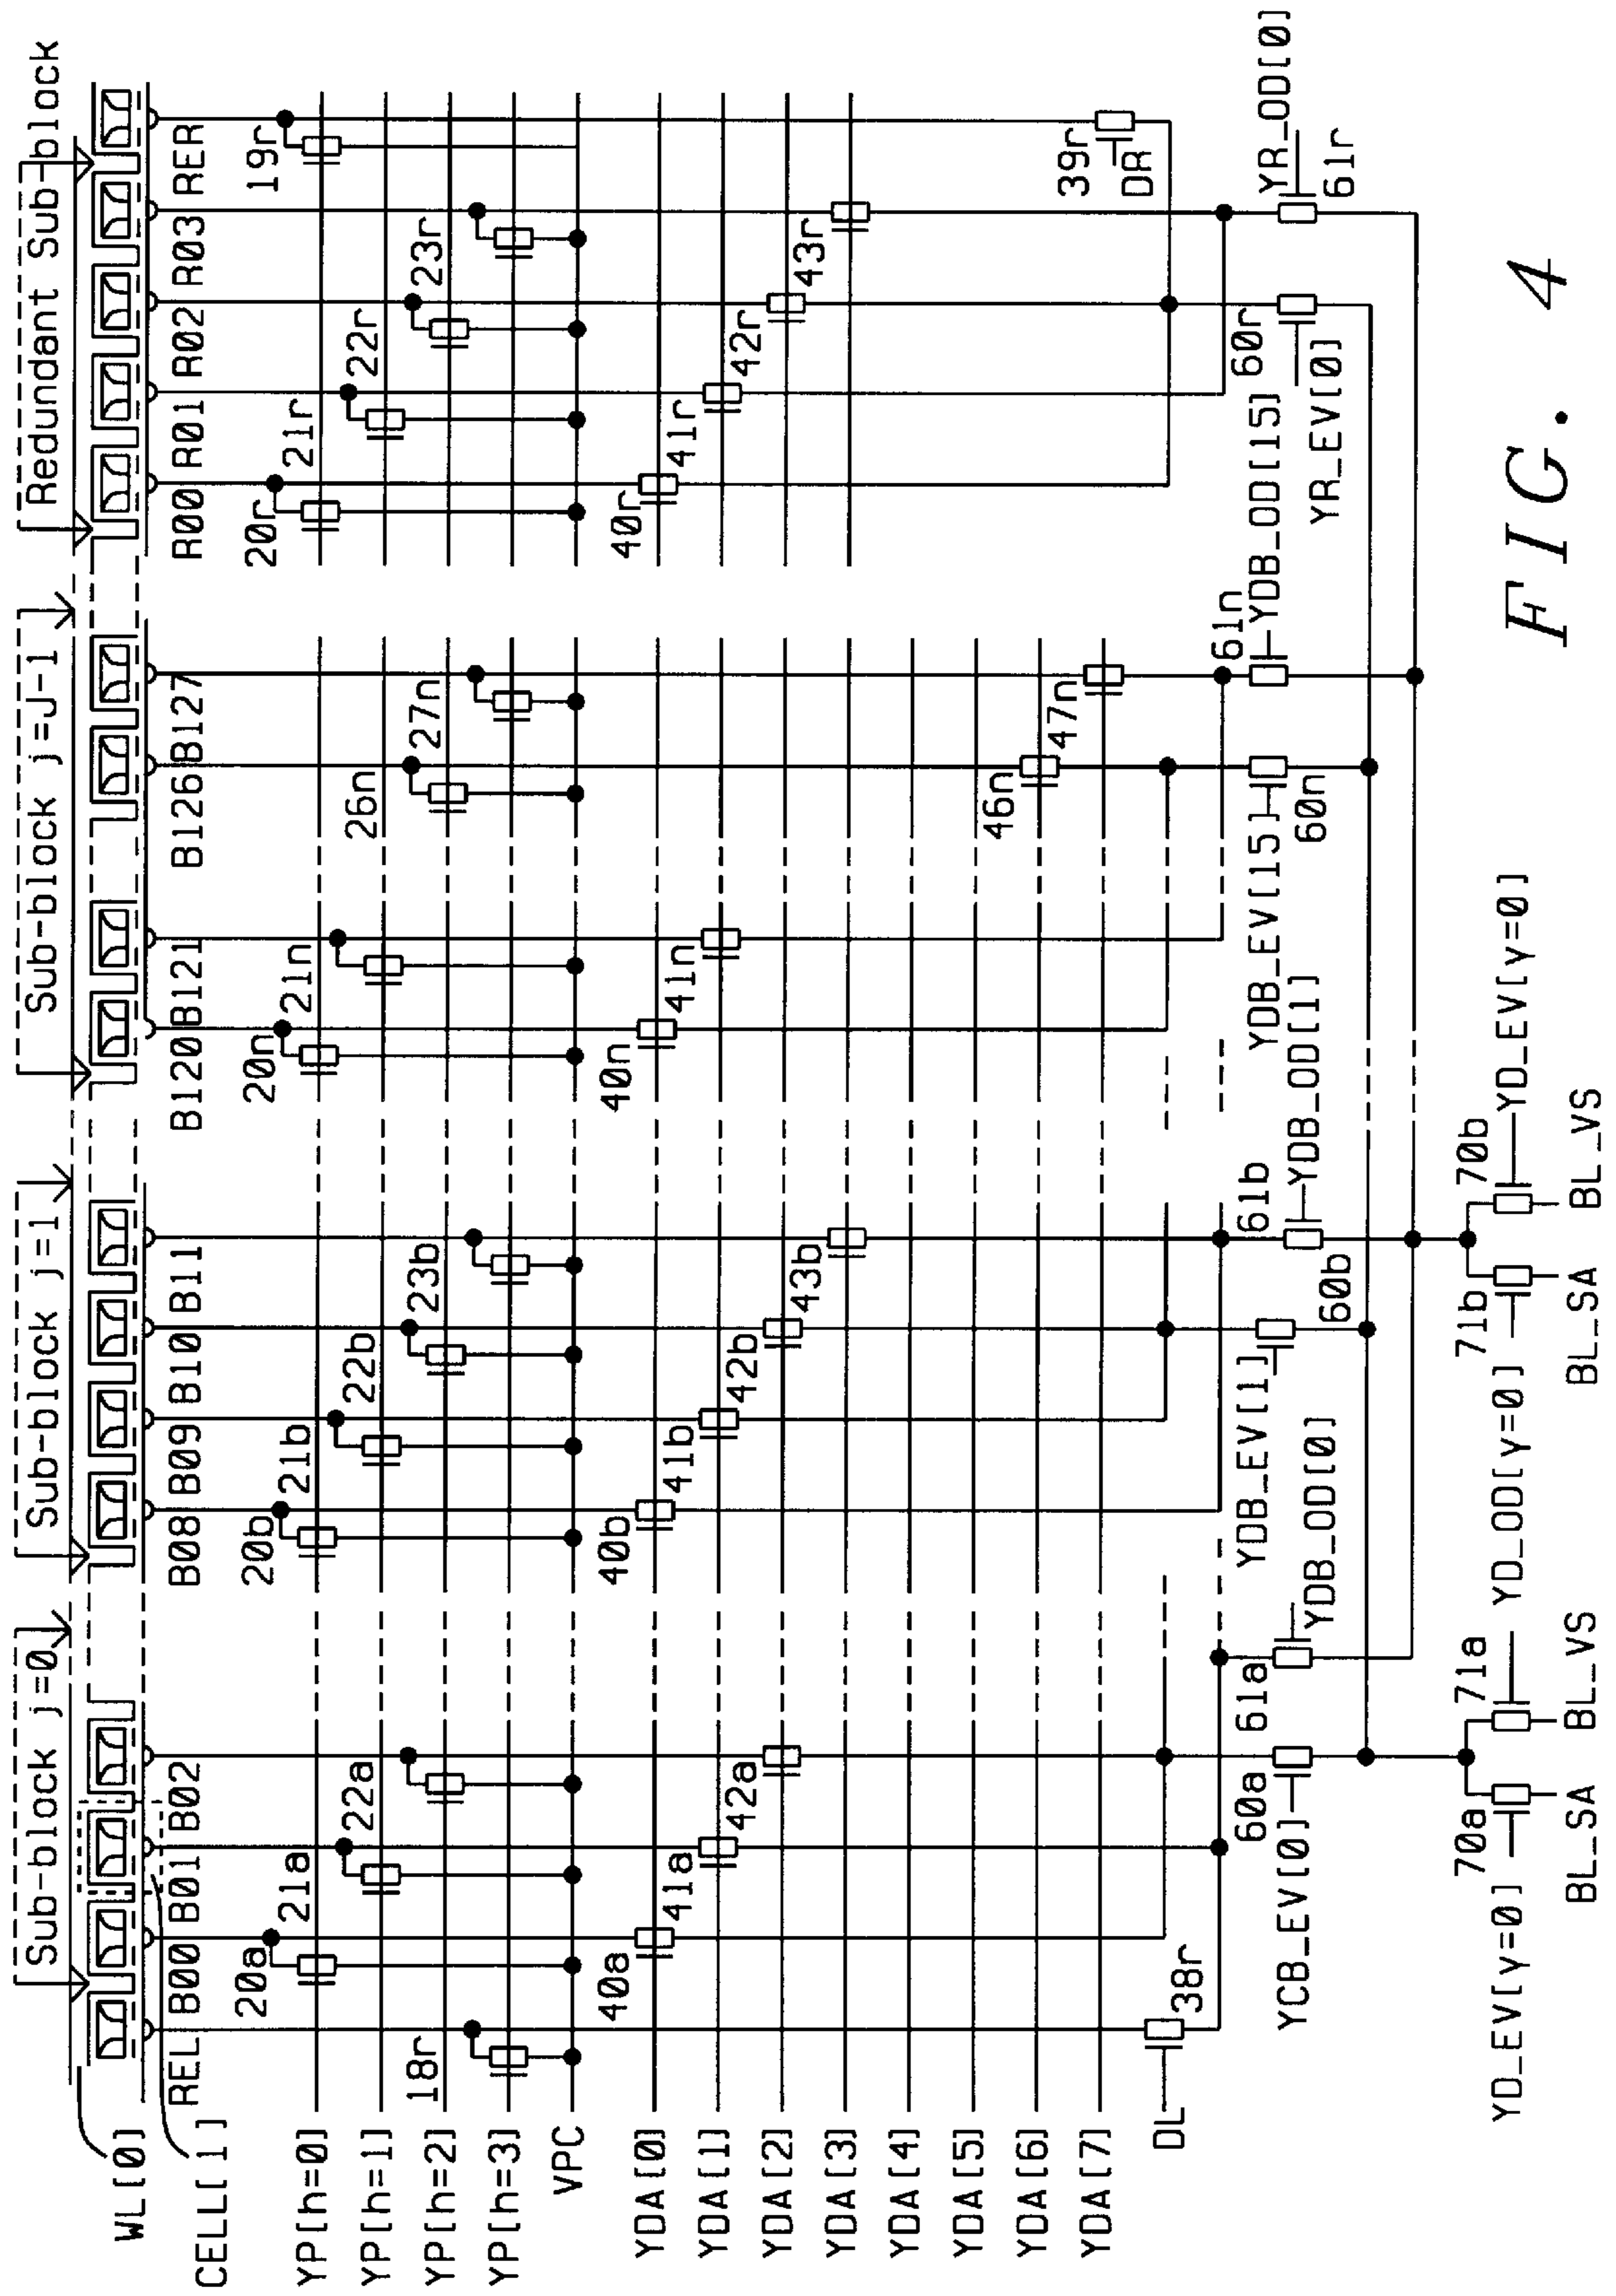 Sub-block j=0
Sub-block j=1
Sub-block j=J-1
Redundant Sub-block
WL[0]
CELL[1]
REL B00 B01 B02
B08 B09 B10 B11
B120 B121 B126 B127
R00 R01 R02 R03 RER
20a 21a 22a
20b 21b 22b 23b
20n 21n 26n 27n
20r 21r 22r 23r 19r
18r
YP[h=0]
YP[h=1]
YP[h=2]
YP[h=3]
VPC
40a 41a 42a
40b 41b 42b 43b
40n 41n 46n 47n
40r 41r 42r 43r 39r
DR
YDA[0]
YDA[1]
YDA[2]
YDA[3]
YDA[4]
YDA[5]
YDA[6]
YDA[7]
DL
38r
YCB_EV[0] 60a 61a YDB_OD[0]
YDB_EV[1] 60b 61b YDB_OD[1]
YDB_EV[15] 60n 61n YDB_OD[15]
YR_EV[0] 60r 61r YR_OD[0]
YD_EV[y=0] 70a 71a YD_OD[y=0] 71b 70b YD_EV[y=0]
BL_SA BL_VS BL_SA BL_VS
FIG. 4